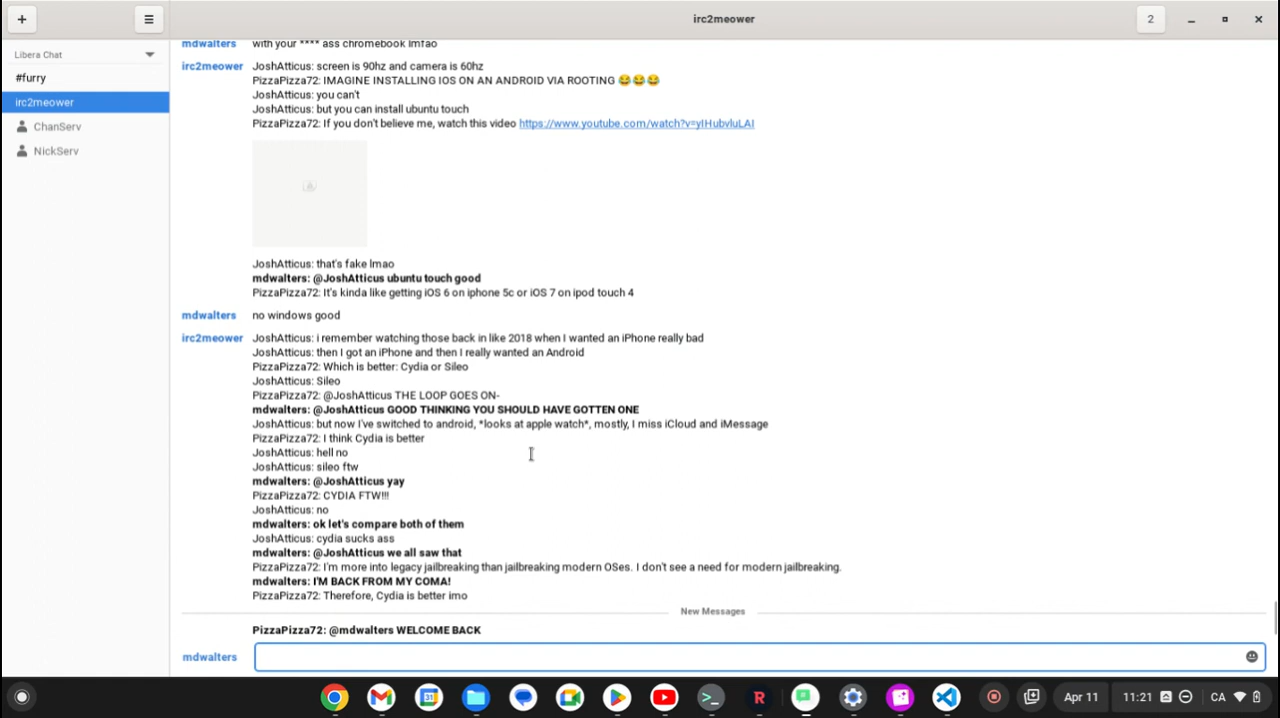 irc2meower
2
Libera Chat
#furry
irc2meower
ChanServ
NickServ
mdwalters with your **** ass chromebook lmfao
irc2meower JoshAtticus: screen is 90hz and camera is 60hz
PizzaPizza72: IMAGINE INSTALLING IOS ON AN ANDROID VIA ROOTING 😂😂😂
JoshAtticus: you can't
JoshAtticus: but you can install ubuntu touch
PizzaPizza72: If you don't believe me, watch this video https://www.youtube.com/watch?v=yIHubvluLAI
JoshAtticus: that's fake lmao
mdwalters: @JoshAtticus ubuntu touch good
PizzaPizza72: It's kinda like getting iOS 6 on iphone 5c or iOS 7 on ipod touch 4
mdwalters no windows good
irc2meower JoshAtticus: i remember watching those back in like 2018 when I wanted an iPhone really bad
JoshAtticus: then I got an iPhone and then I really wanted an Android
PizzaPizza72: Which is better: Cydia or Sileo
JoshAtticus: Sileo
PizzaPizza72: @JoshAtticus THE LOOP GOES ON-
mdwalters: @JoshAtticus GOOD THINKING YOU SHOULD HAVE GOTTEN ONE
JoshAtticus: but now I've switched to android, *looks at apple watch*, mostly, I miss iCloud and iMessage
PizzaPizza72: I think Cydia is better
JoshAtticus: hell no
JoshAtticus: sileo ftw
mdwalters: @JoshAtticus yay
PizzaPizza72: CYDIA FTW!!!
JoshAtticus: no
mdwalters: ok let's compare both of them
JoshAtticus: cydia sucks ass
mdwalters: @JoshAtticus we all saw that
PizzaPizza72: I'm more into legacy jailbreaking than jailbreaking modern OSes. I don't see a need for modern jailbreaking.
mdwalters: I'M BACK FROM MY COMA!
PizzaPizza72: Therefore, Cydia is better imo
New Messages
PizzaPizza72: @mdwalters WELCOME BACK
mdwalters
Apr 11 11:21 CA